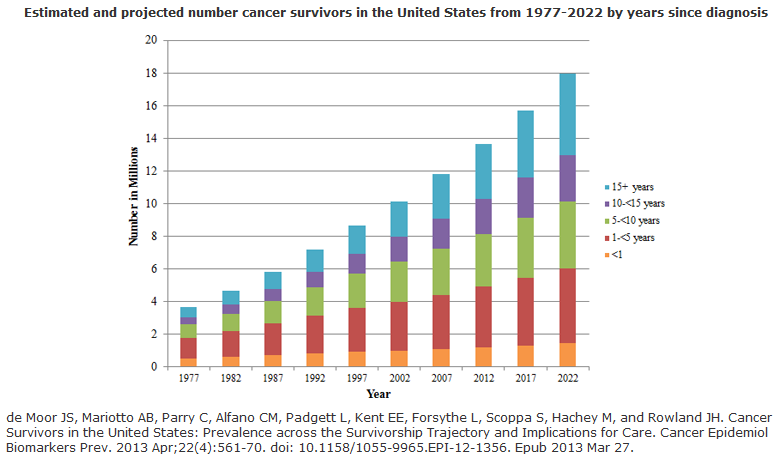 Estimated and projected number cancer survivors in the United States from 1977-2022 by years since diagnosis
20
18
16
14
12
10
8
6
4
2
0
Number in Millions
1977 1982 1987 1992 1997 2002 2007 2012 2017 2022
Year
15+ years
10-<15 years
5-<10 years
1-<5 years
<1
de Moor JS, Mariotto AB, Parry C, Alfano CM, Padgett L, Kent EE, Forsythe L, Scoppa S, Hachey M, and Rowland JH. Cancer
Survivors in the United States: Prevalence across the Survivorship Trajectory and Implications for Care. Cancer Epidemiol
Biomarkers Prev. 2013 Apr;22(4):561-70. doi: 10.1158/1055-9965.EPI-12-1356. Epub 2013 Mar 27.